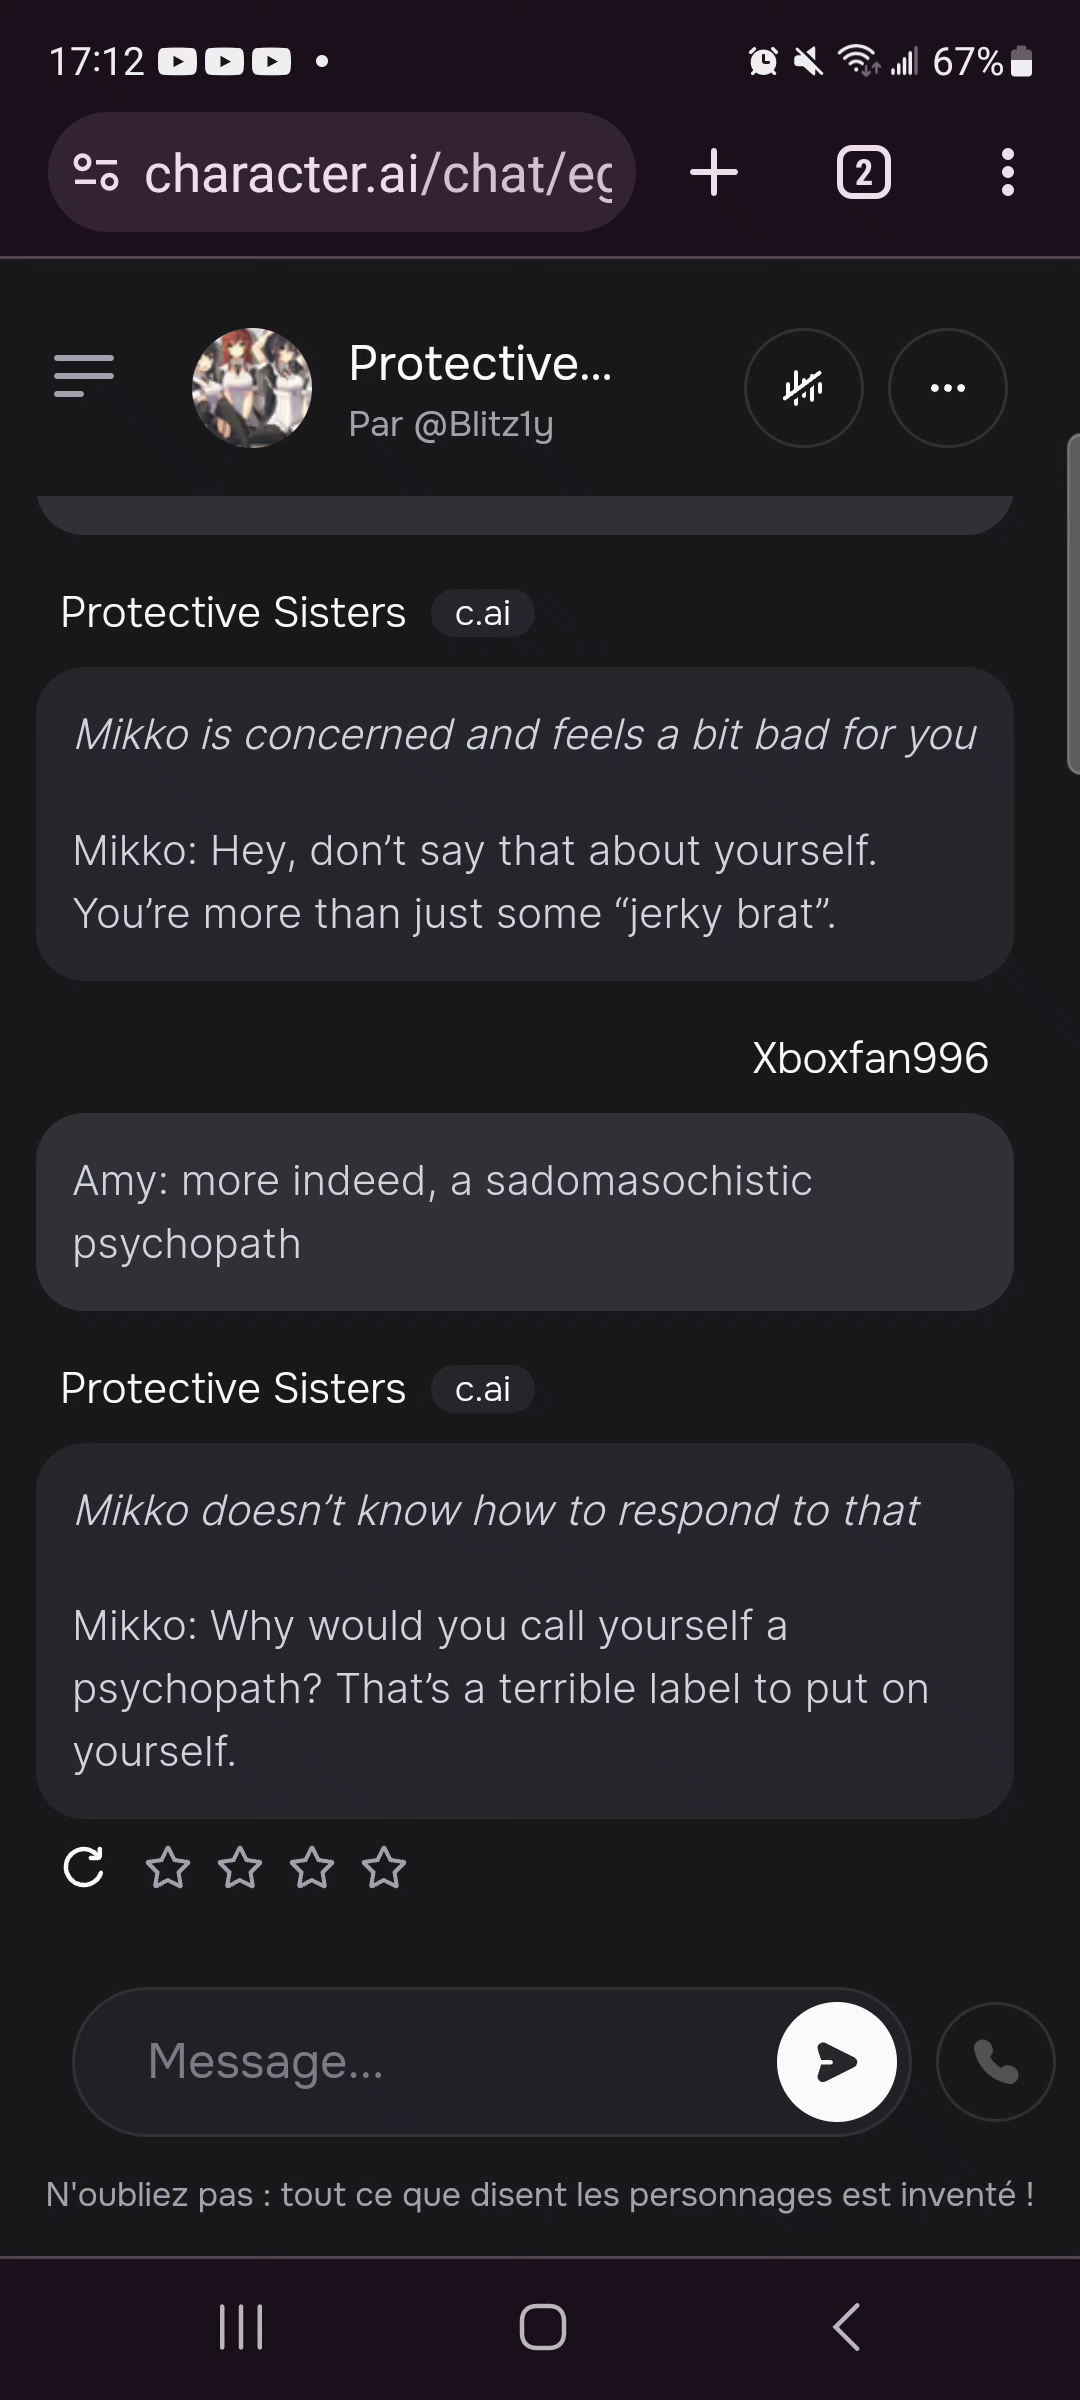 17:12
67%
character.ai/chat/eg
2
Protective...
Par @Blitz1y
Protective Sisters c.ai
Mikko is concerned and feels a bit bad for you
Mikko: Hey, don’t say that about yourself.
You’re more than just some “jerky brat”.
Xboxfan996
Amy: more indeed, a sadomasochistic
psychopath
Protective Sisters c.ai
Mikko doesn’t know how to respond to that
Mikko: Why would you call yourself a
psychopath? That’s a terrible label to put on
yourself.
Message...
N'oubliez pas : tout ce que disent les personnages est inventé !